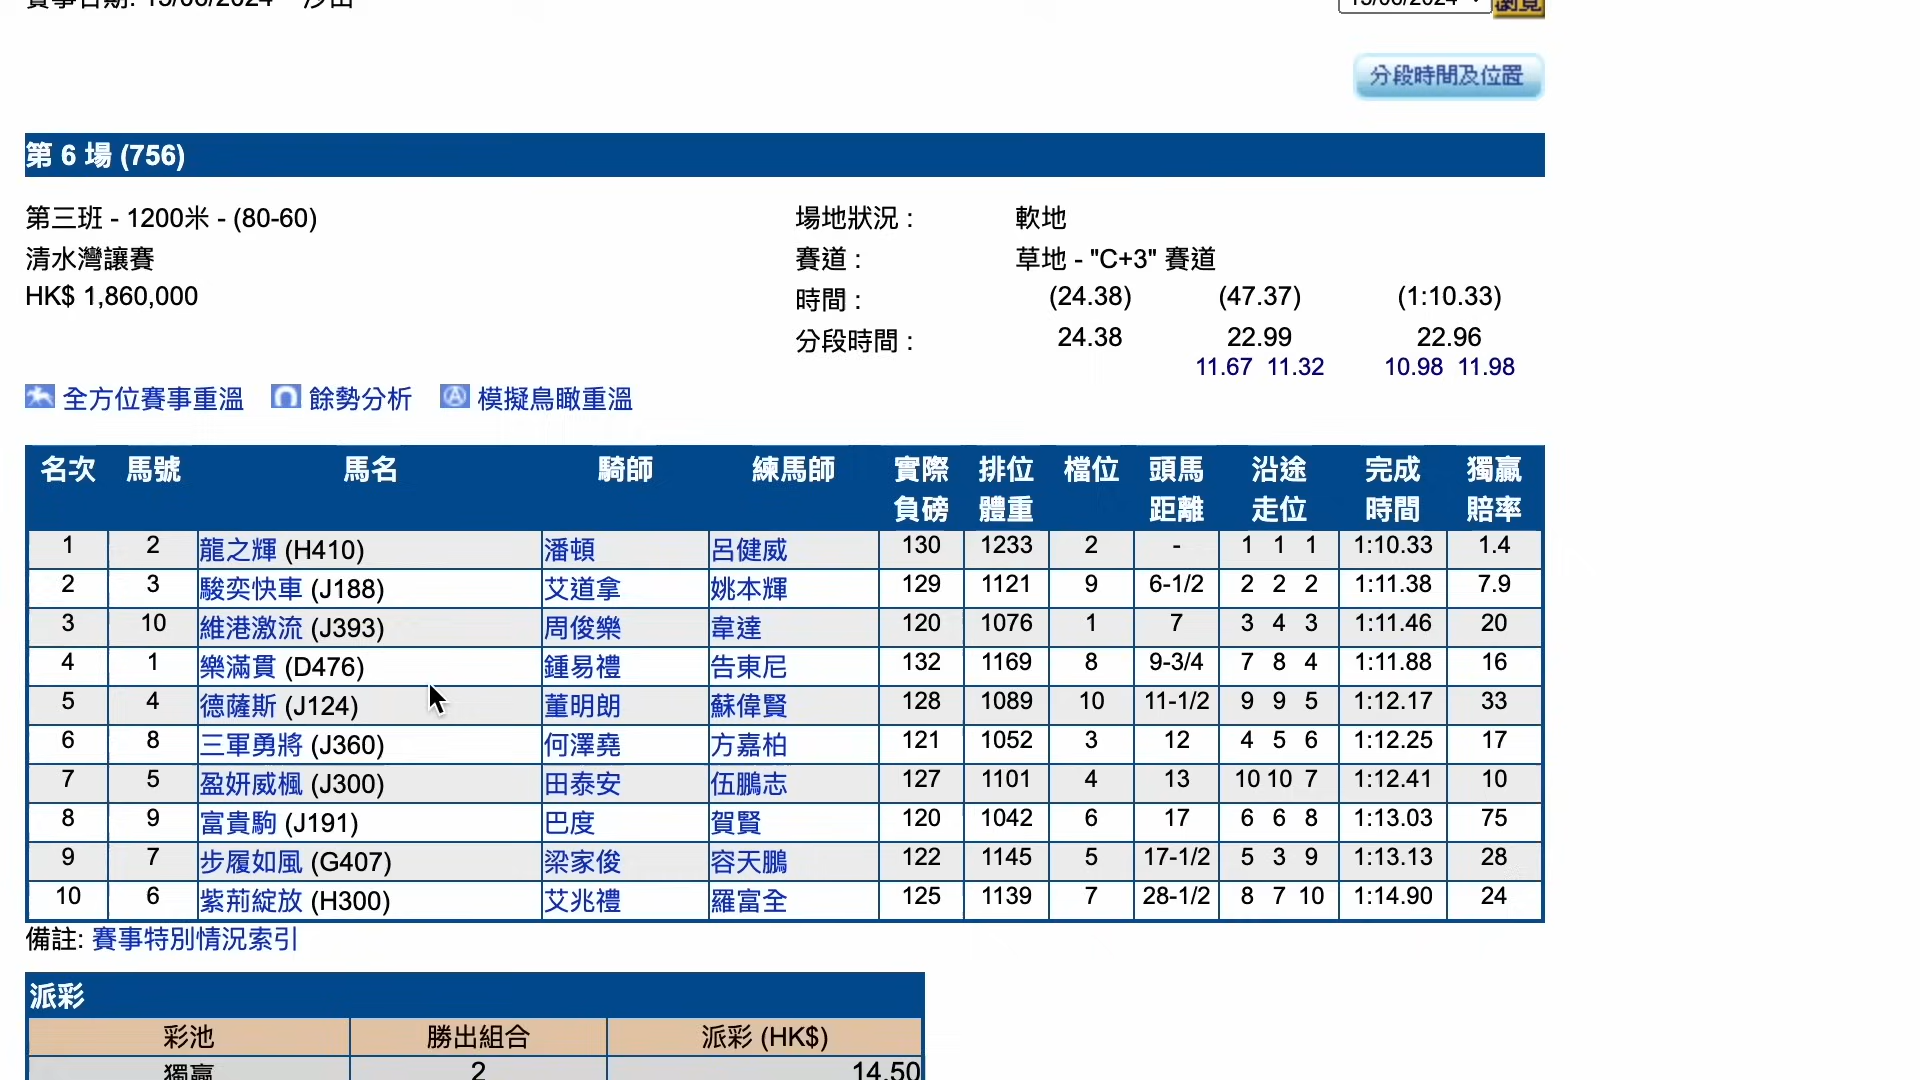 賽事日期: 15/06/2024 沙田
15/06/2024 瀏覽
分段時間及位置
第 6 場 (756)
第三班 - 1200米 - (80-60) 場地狀況 : 軟地
清水灣讓賽 賽道 : 草地 - "C+3" 賽道
HK$ 1,860,000 時間 : (24.38) (47.37) (1:10.33)
分段時間 : 24.38 22.99 22.96
11.67 11.32 10.98 11.98
全方位賽事重溫 餘勢分析 模擬鳥瞰重溫
名次 馬號 馬名 騎師 練馬師 實際 排位 檔位 頭馬 沿途 完成 獨贏
負磅 體重 距離 走位 時間 賠率
1 2 龍之輝 (H410) 潘頓 呂健威 130 1233 2 - 1 1 1 1:10.33 1.4
2 3 駿奕快車 (J188) 艾道拿 姚本輝 129 1121 9 6-1/2 2 2 2 1:11.38 7.9
3 10 維港激流 (J393) 周俊樂 韋達 120 1076 1 7 3 4 3 1:11.46 20
4 1 樂滿貫 (D476) 鍾易禮 告東尼 132 1169 8 9-3/4 7 8 4 1:11.88 16
5 4 德薩斯 (J124) 董明朗 蘇偉賢 128 1089 10 11-1/2 9 9 5 1:12.17 33
6 8 三軍勇將 (J360) 何澤堯 方嘉柏 121 1052 3 12 4 5 6 1:12.25 17
7 5 盈妍威楓 (J300) 田泰安 伍鵬志 127 1101 4 13 10 10 7 1:12.41 10
8 9 富貴駒 (J191) 巴度 賀賢 120 1042 6 17 6 6 8 1:13.03 75
9 7 步履如風 (G407) 梁家俊 容天鵬 122 1145 5 17-1/2 5 3 9 1:13.13 28
10 6 紫荊綻放 (H300) 艾兆禮 羅富全 125 1139 7 28-1/2 8 7 10 1:14.90 24
備註: 賽事特別情況索引
派彩
彩池 勝出組合 派彩 (HK$)
獨贏 2 14.50